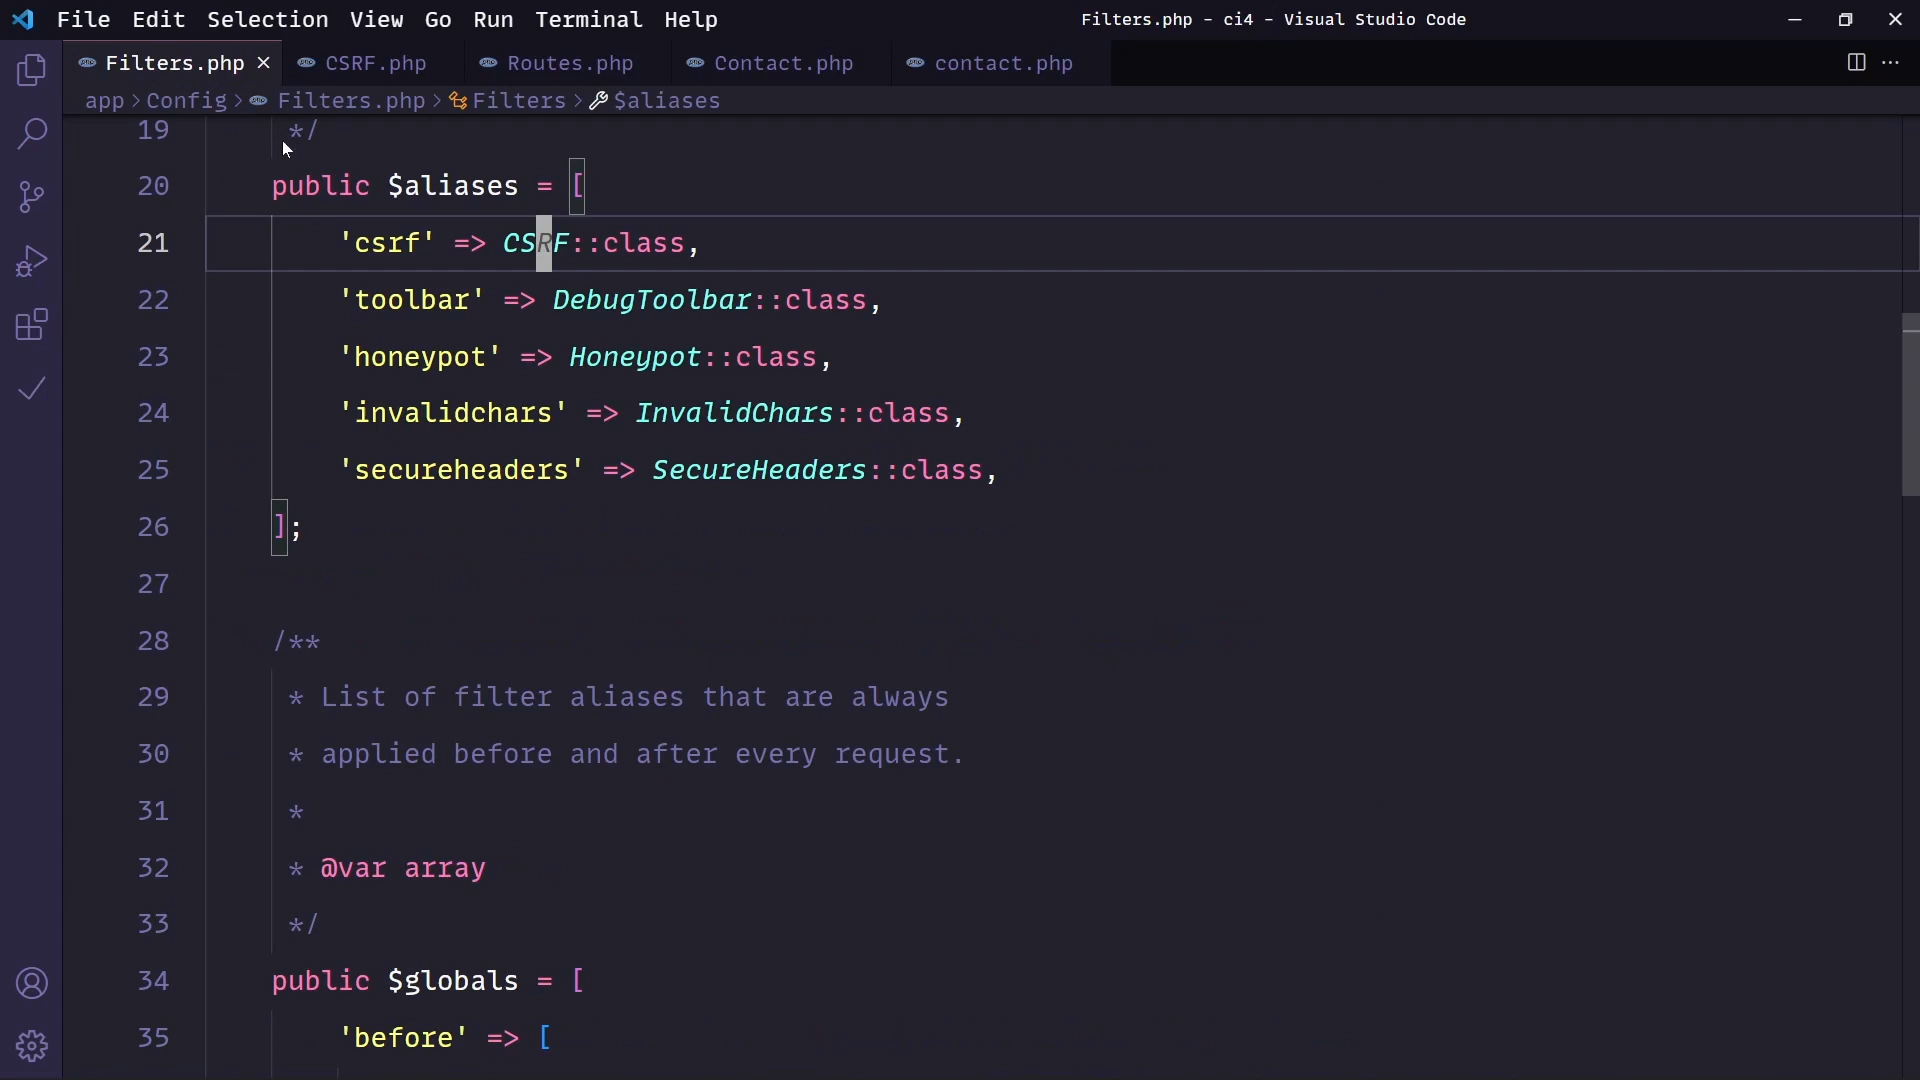 File Edit Selection View Go Run Terminal Help
Filters.php - ci4 - Visual Studio Code
Filters.php CSRF.php Routes.php Contact.php contact.php
app > Config > Filters.php > Filters > $aliases
19 */
20 public $aliases = [
21 'csrf' => CSRF::class,
22 'toolbar' => DebugToolbar::class,
23 'honeypot' => Honeypot::class,
24 'invalidchars' => InvalidChars::class,
25 'secureheaders' => SecureHeaders::class,
26 ];
27
28 /**
29 * List of filter aliases that are always
30 * applied before and after every request.
31 *
32 * @var array
33 */
34 public $globals = [
35 'before' => [